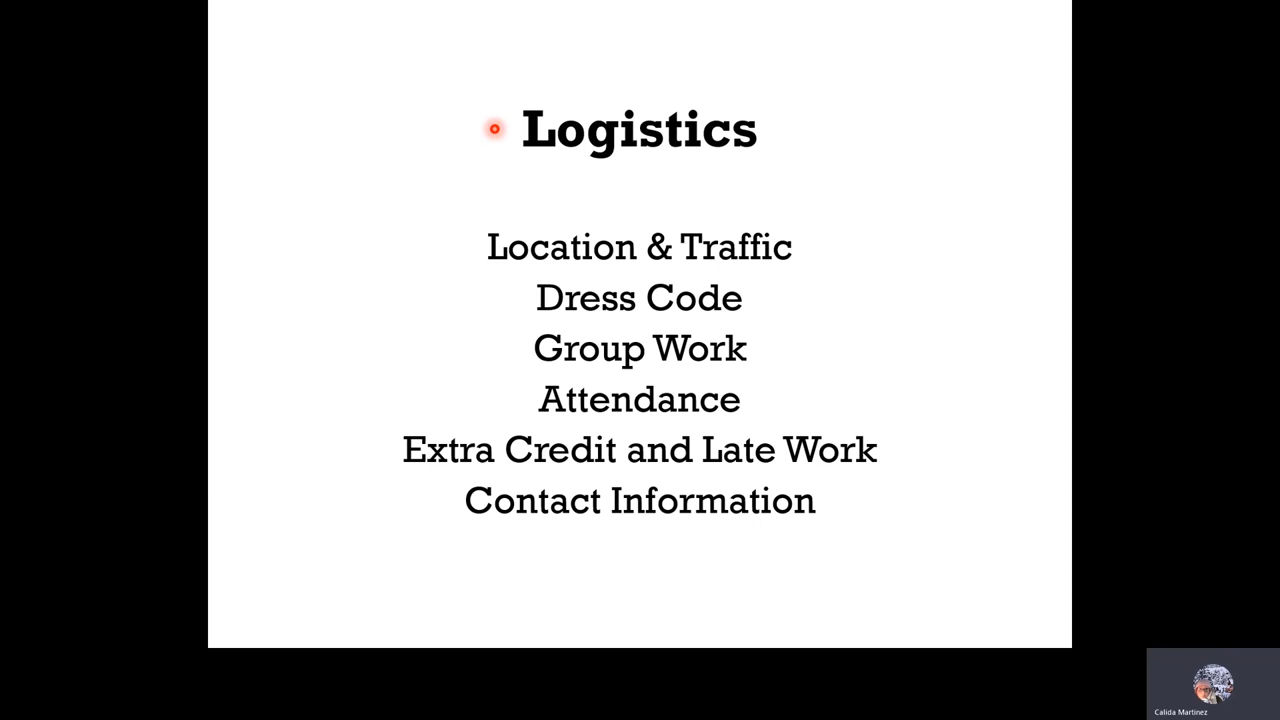 Logistics
Location & Traffic
Dress Code
Group Work
Attendance
Extra Credit and Late Work
Contact Information
Calida Martinez